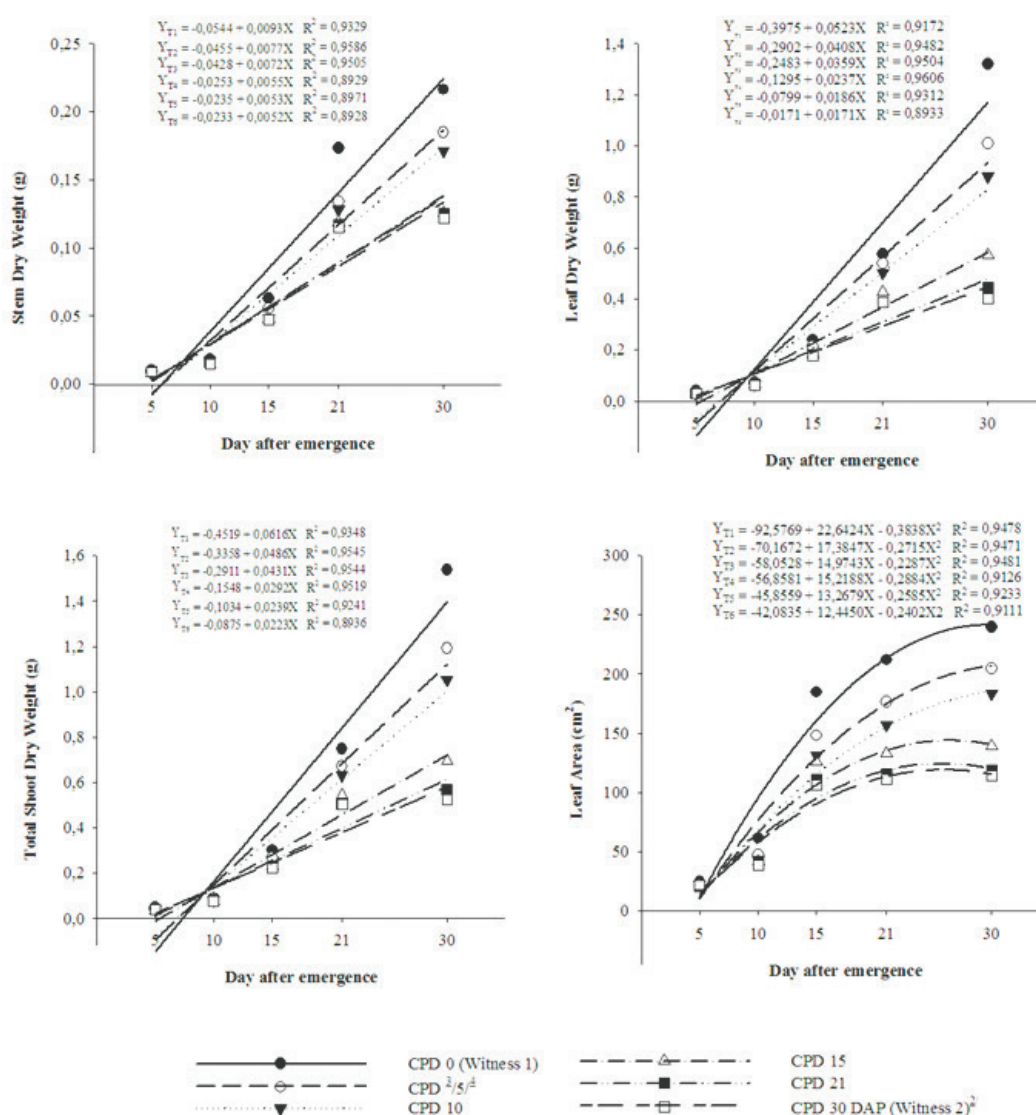 Y_T1 = -0,0544 + 0,0093X R² = 0,9329
Y_T2 = -0,0455 + 0,0077X R² = 0,9586
Y_T3 = -0,0428 + 0,0072X R² = 0,9505
Y_T4 = -0,0253 + 0,0055X R² = 0,8929
Y_T5 = -0,0235 + 0,0053X R² = 0,8971
Y_T6 = -0,0233 + 0,0052X R² = 0,8928
0,25
0,20
0,15
0,10
0,05
0,00
Stem Dry Weight (g)
5 10 15 21 30
Day after emergence
= -0,3975 + 0,0523X R² = 0,9172
= -0,2902 + 0,0408X R² = 0,9482
= -0,2483 + 0,0359X R² = 0,9504
= -0,1295 + 0,0237X R² = 0,9606
= -0,0799 + 0,0186X R² = 0,9312
= -0,0171 + 0,0171X R² = 0,8933
1,4
1,2
1,0
0,8
0,6
0,4
0,2
0,0
Leaf Dry Weight (g)
5 10 15 21 30
Day after emergence
Y_T1 = -0,4519 + 0,0616X R² = 0,9348
Y_T2 = -0,3358 + 0,0486X R² = 0,9545
Y_T3 = -0,2911 + 0,0431X R² = 0,9544
Y_T4 = -0,1548 + 0,0292X R² = 0,9519
Y_T5 = -0,1034 + 0,0239X R² = 0,9241
Y_T6 = -0,0875 + 0,0223X R² = 0,8936
1,6
1,4
1,2
1,0
0,8
0,6
0,4
0,2
0,0
Total Shoot Dry Weight (g)
5 10 15 21 30
Day after emergence
Y_T1 = -92,5769 + 22,6424X - 0,3838X² R² = 0,9478
Y_T2 = -70,1672 + 17,3847X - 0,2715X² R² = 0,9471
Y_T3 = -58,0528 + 14,9743X - 0,2287X² R² = 0,9481
Y_T4 = -56,8581 + 15,2188X - 0,2884X² R² = 0,9126
Y_T5 = -45,8559 + 13,2679X - 0,2585X² R² = 0,9233
Y_T6 = -42,0835 + 12,4450X - 0,2402X2 R² = 0,9111
300
250
200
150
100
50
0
Leaf Area (cm²)
5 10 15 21 30
Day after emergence
CPD 0 (Witness 1)
CPD /5/
CPD 10
CPD 15
CPD 21
CPD 30 DAP (Witness 2)²